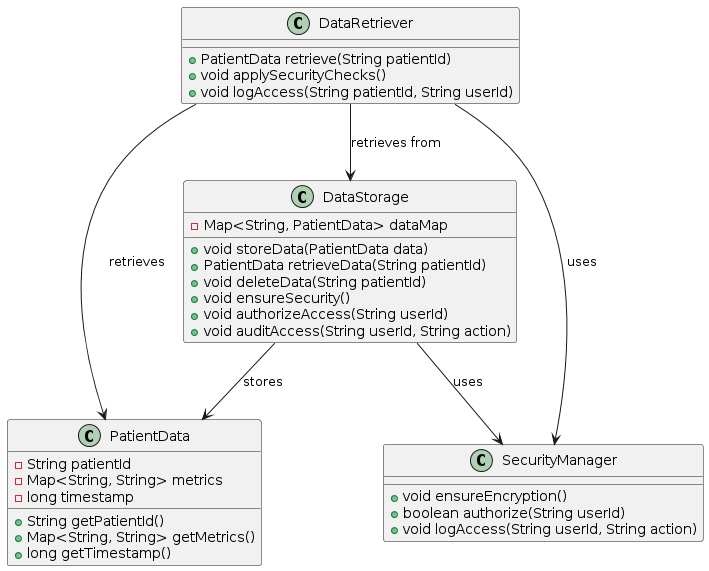 C DataRetriever
PatientData retrieve(String patientId)
void applySecurityChecks()
void logAccess(String patientId, String userId)
retrieves from
C DataStorage
Map<String, PatientData> dataMap
void storeData(PatientData data)
PatientData retrieveData(String patientId)
void deleteData(String patientId)
void ensureSecurity()
void authorizeAccess(String userId)
void auditAccess(String userId, String action)
retrieves
uses
stores
uses
C PatientData
String patientId
Map<String, String> metrics
long timestamp
String getPatientId()
Map<String, String> getMetrics()
long getTimestamp()
C SecurityManager
void ensureEncryption()
boolean authorize(String userId)
void logAccess(String userId, String action)